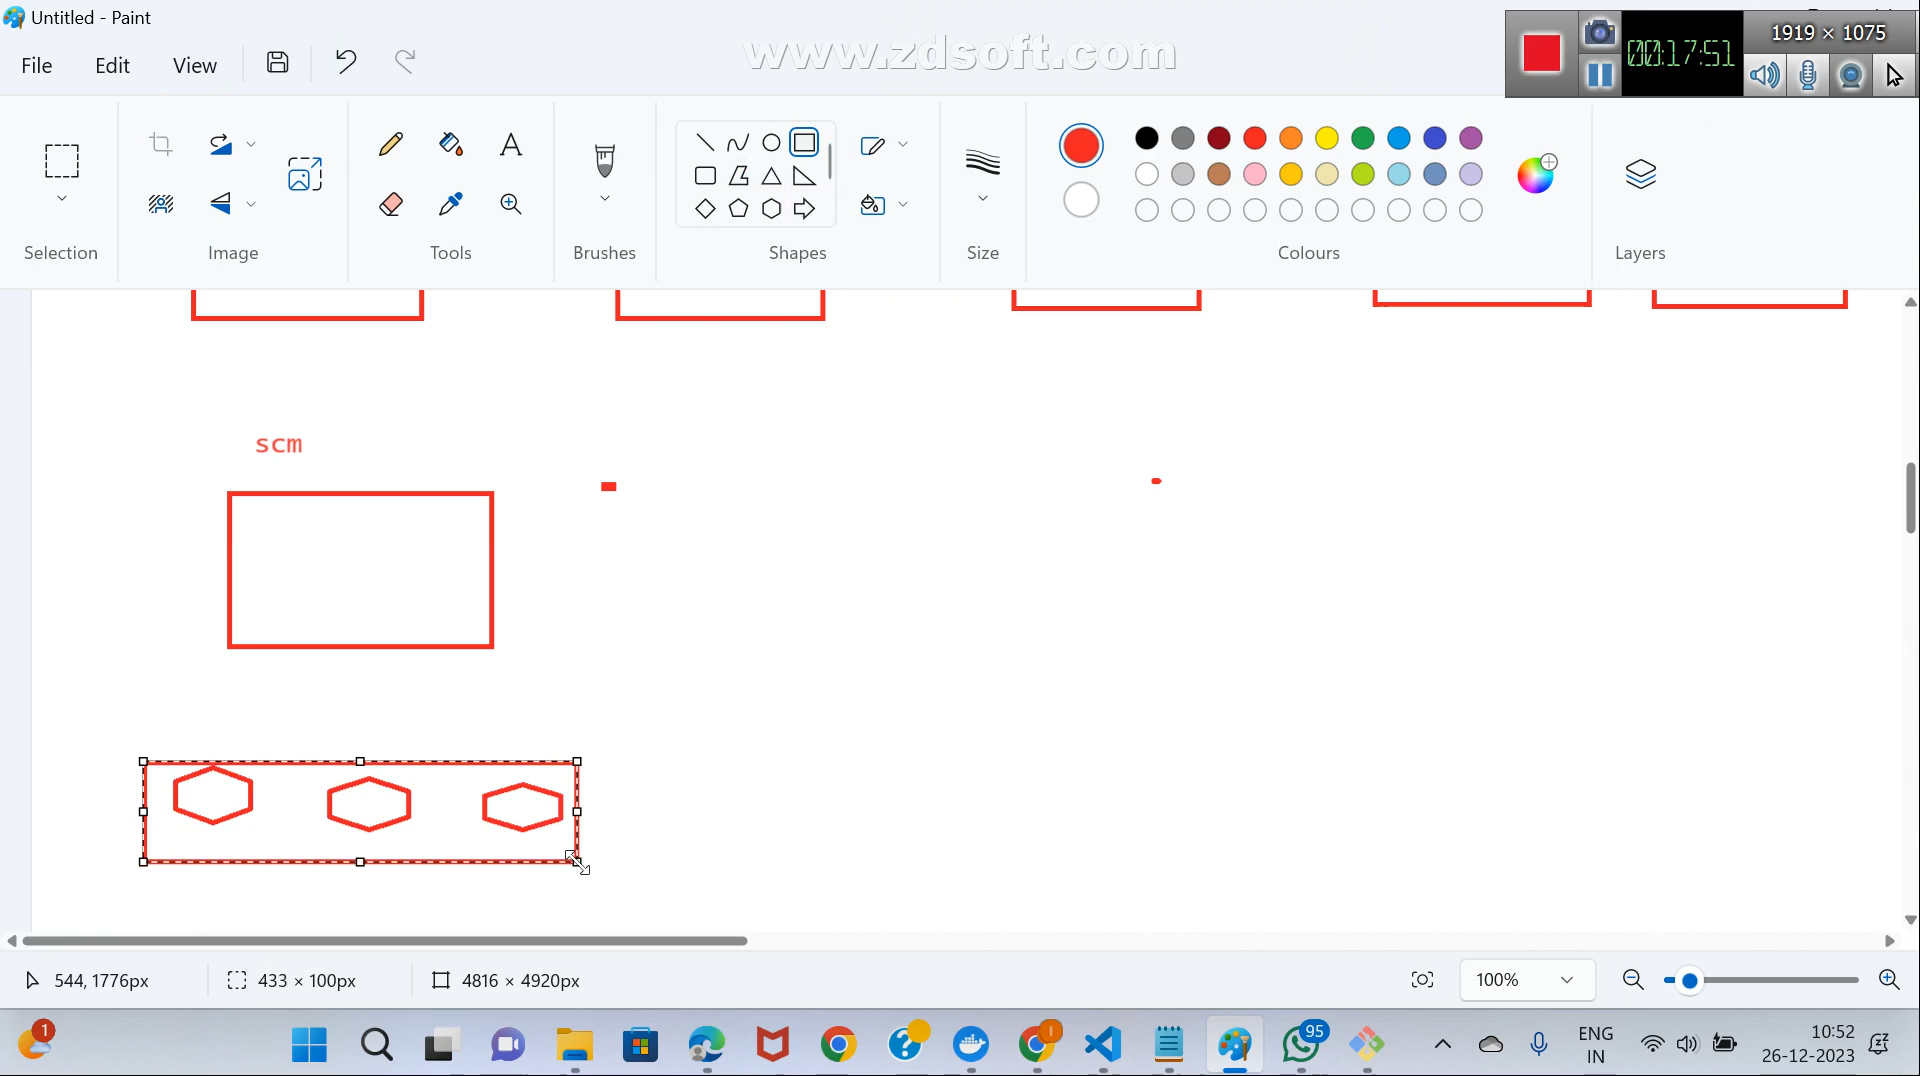 Untitled - Paint
www.zdsoft.com
1919 × 1075
00:17:51
File
Edit
View
Selection
Image
Tools
Brushes
Shapes
Size
Colours
Layers
scm
544, 1776px
433 × 100px
4816 × 4920px
100%
1
95
ENG
IN
10:52
26-12-2023